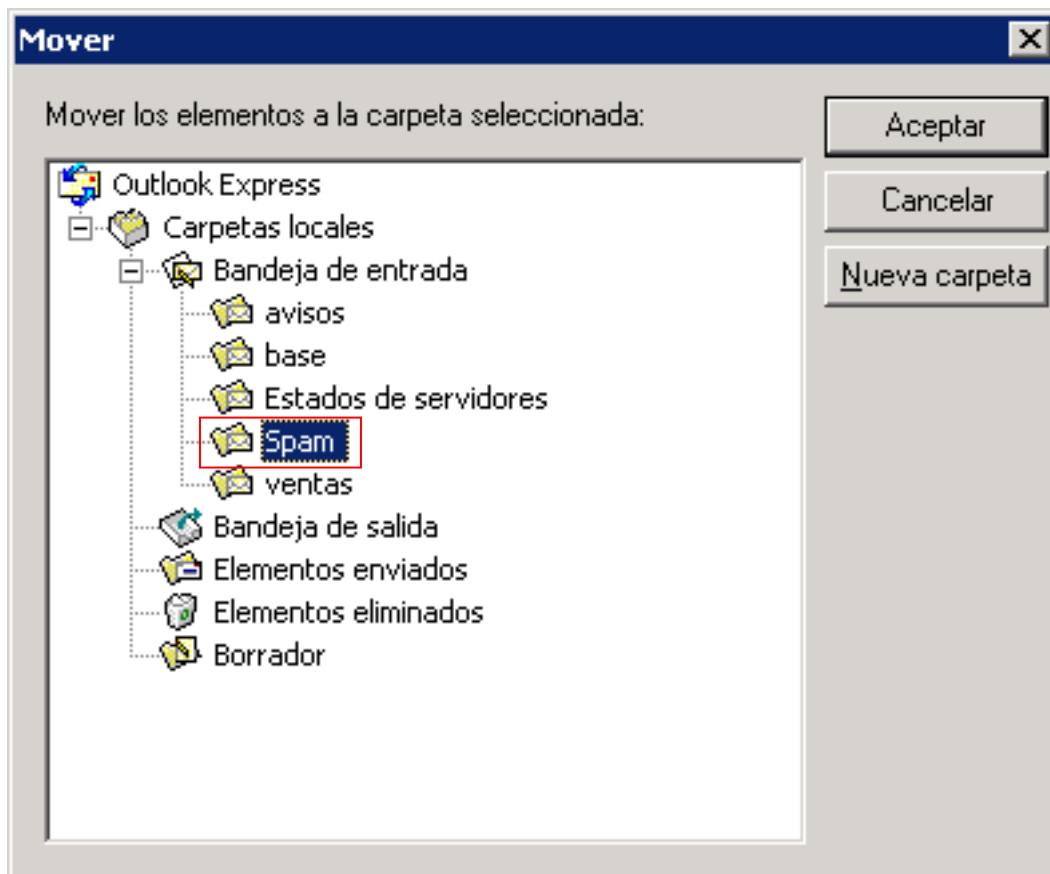 Mover
Mover los elementos a la carpeta seleccionada:
Aceptar
Cancelar
Nueva carpeta
Outlook Express
Carpetas locales
Bandeja de entrada
avisos
base
Estados de servidores
Spam
ventas
Bandeja de salida
Elementos enviados
Elementos eliminados
Borrador